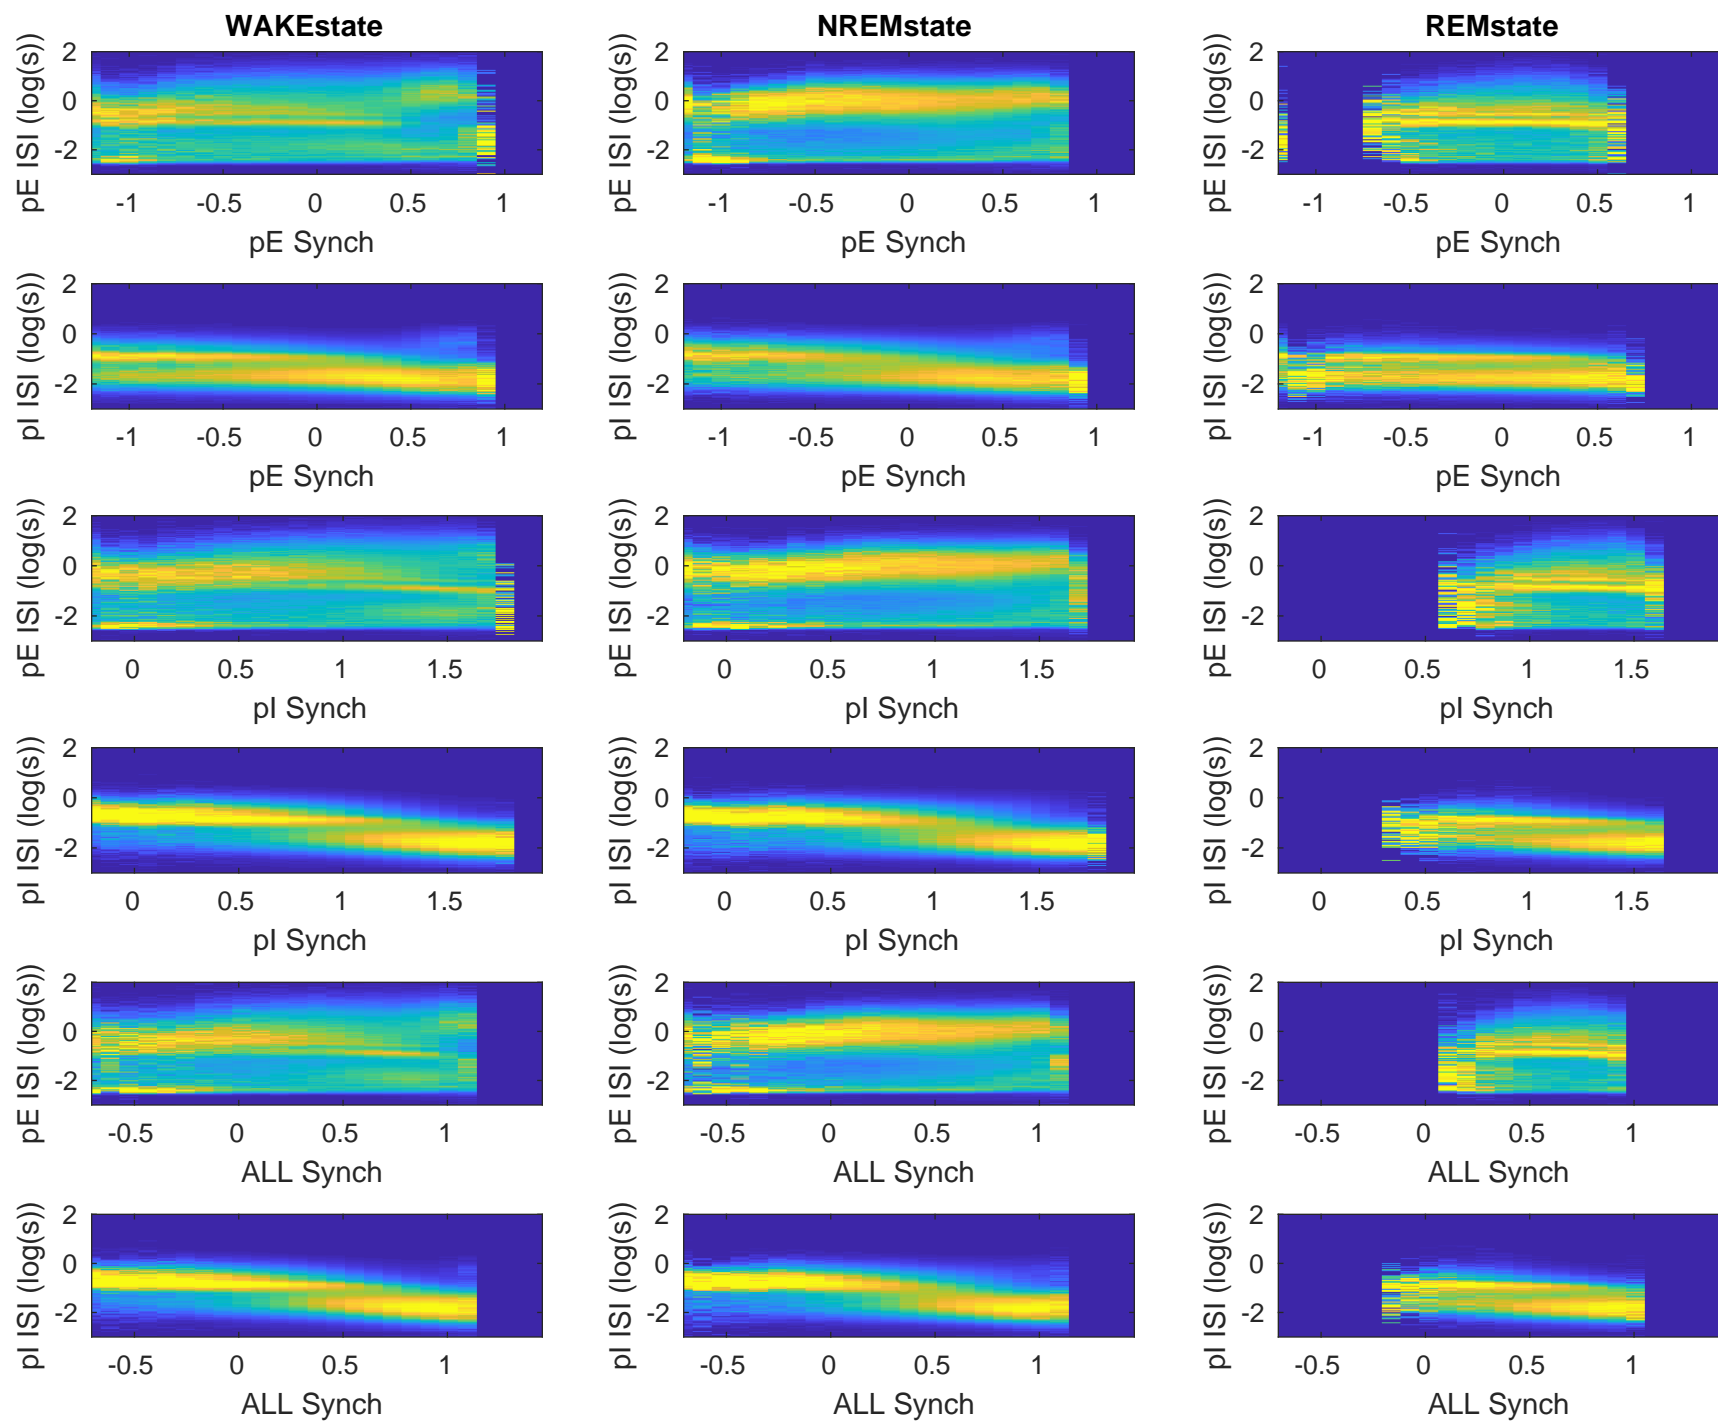 WAKEstate NREMstate REMstate
pE ISI (log(s)) 2 0 -2 pE ISI (log(s)) 2 0 -2 pE ISI (log(s)) 2 0 -2
-1 -0.5 0 0.5 1 -1 -0.5 0 0.5 1 -1 -0.5 0 0.5 1
pE Synch pE Synch pE Synch
pI ISI (log(s)) 2 0 -2 pI ISI (log(s)) 2 0 -2 pI ISI (log(s)) 2 0 -2
-1 -0.5 0 0.5 1 -1 -0.5 0 0.5 1 -1 -0.5 0 0.5 1
pE Synch pE Synch pE Synch
pE ISI (log(s)) 2 0 -2 pE ISI (log(s)) 2 0 -2 pE ISI (log(s)) 2 0 -2
0 0.5 1 1.5 0 0.5 1 1.5 0 0.5 1 1.5
pI Synch pI Synch pI Synch
pI ISI (log(s)) 2 0 -2 pI ISI (log(s)) 2 0 -2 pI ISI (log(s)) 2 0 -2
0 0.5 1 1.5 0 0.5 1 1.5 0 0.5 1 1.5
pI Synch pI Synch pI Synch
pE ISI (log(s)) 2 0 -2 pE ISI (log(s)) 2 0 -2 pE ISI (log(s)) 2 0 -2
-0.5 0 0.5 1 -0.5 0 0.5 1 -0.5 0 0.5 1
ALL Synch ALL Synch ALL Synch
pI ISI (log(s)) 2 0 -2 pI ISI (log(s)) 2 0 -2 pI ISI (log(s)) 2 0 -2
-0.5 0 0.5 1 -0.5 0 0.5 1 -0.5 0 0.5 1
ALL Synch ALL Synch ALL Synch